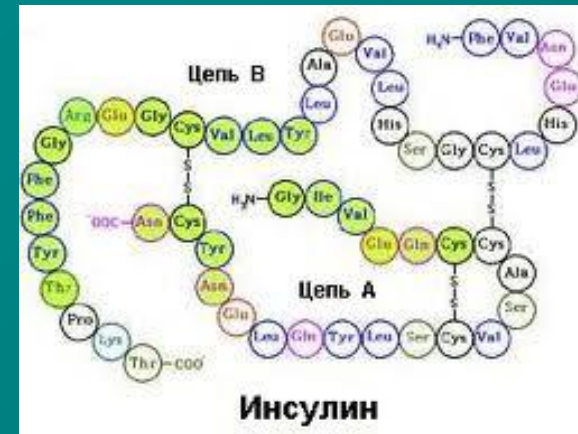 Цепь B
H₂N–Phe Val Asn Glu His Leu Cys Gly Ser His Leu Val Glu Ala Leu Tyr Leu Val Cys Gly Glu Arg Gly Phe Phe Tyr Thr Pro Lys Thr–COO⁻
S
S
S
S
H₂N–Gly Ile Val Glu Gln Cys Cys Ala Ser Val Cys Ser Leu Tyr Gln Leu Glu Asn Tyr Cys Asn–COO⁻
S
S
Цепь A
Инсулин